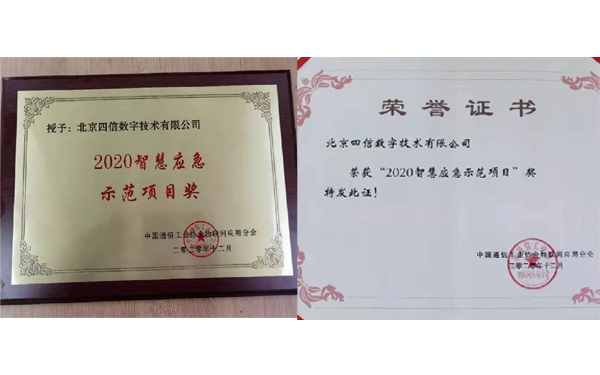 授予：北京四信数字技术有限公司
2020智慧应急
示范项目奖
中国通信工业协会物联网应用分会
二零二零年十二月
荣誉证书
北京四信数字技术有限公司
荣获“2020智慧应急示范项目”奖
特发此证！
中国通信工业协会物联网应用分会
二零二零年十二月